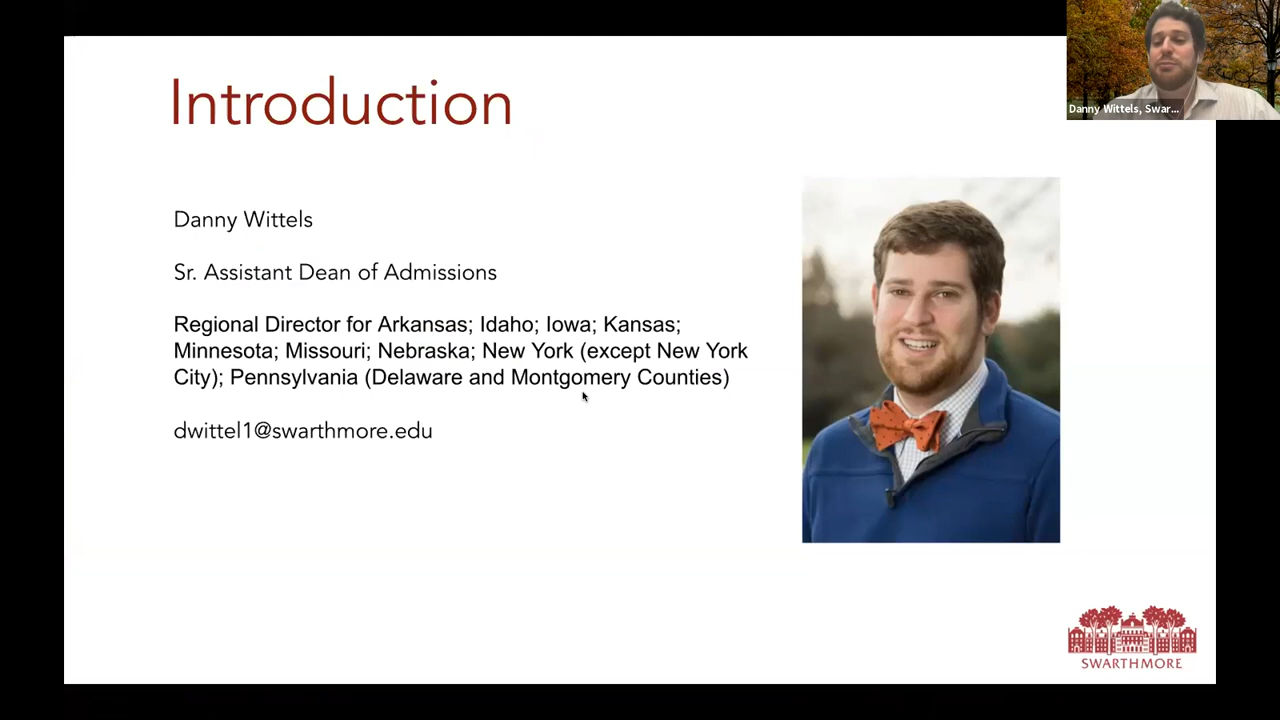 Introduction
Danny Wittels, Swar...
Danny Wittels
Sr. Assistant Dean of Admissions
Regional Director for Arkansas; Idaho; Iowa; Kansas;
Minnesota; Missouri; Nebraska; New York (except New York
City); Pennsylvania (Delaware and Montgomery Counties)
dwittel1@swarthmore.edu
SWARTHMORE